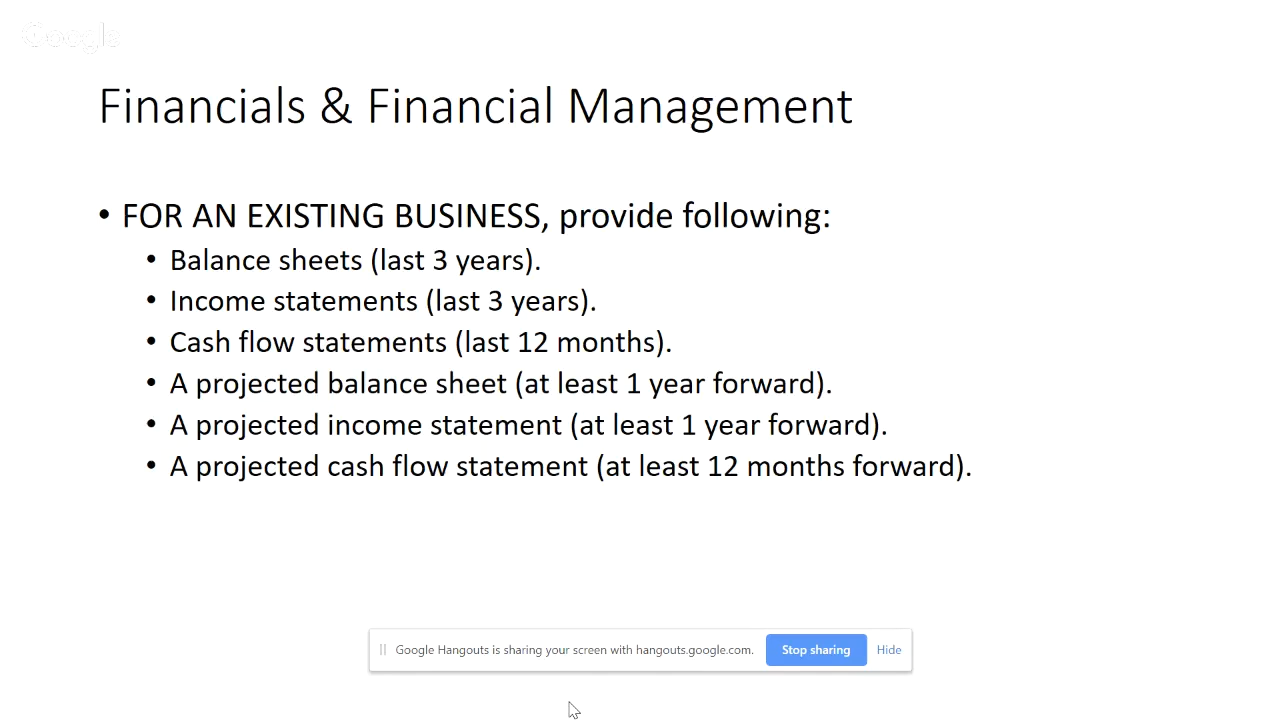 Google
Financials & Financial Management
• FOR AN EXISTING BUSINESS, provide following:
• Balance sheets (last 3 years).
• Income statements (last 3 years).
• Cash flow statements (last 12 months).
• A projected balance sheet (at least 1 year forward).
• A projected income statement (at least 1 year forward).
• A projected cash flow statement (at least 12 months forward).
Google Hangouts is sharing your screen with hangouts.google.com. Stop sharing Hide